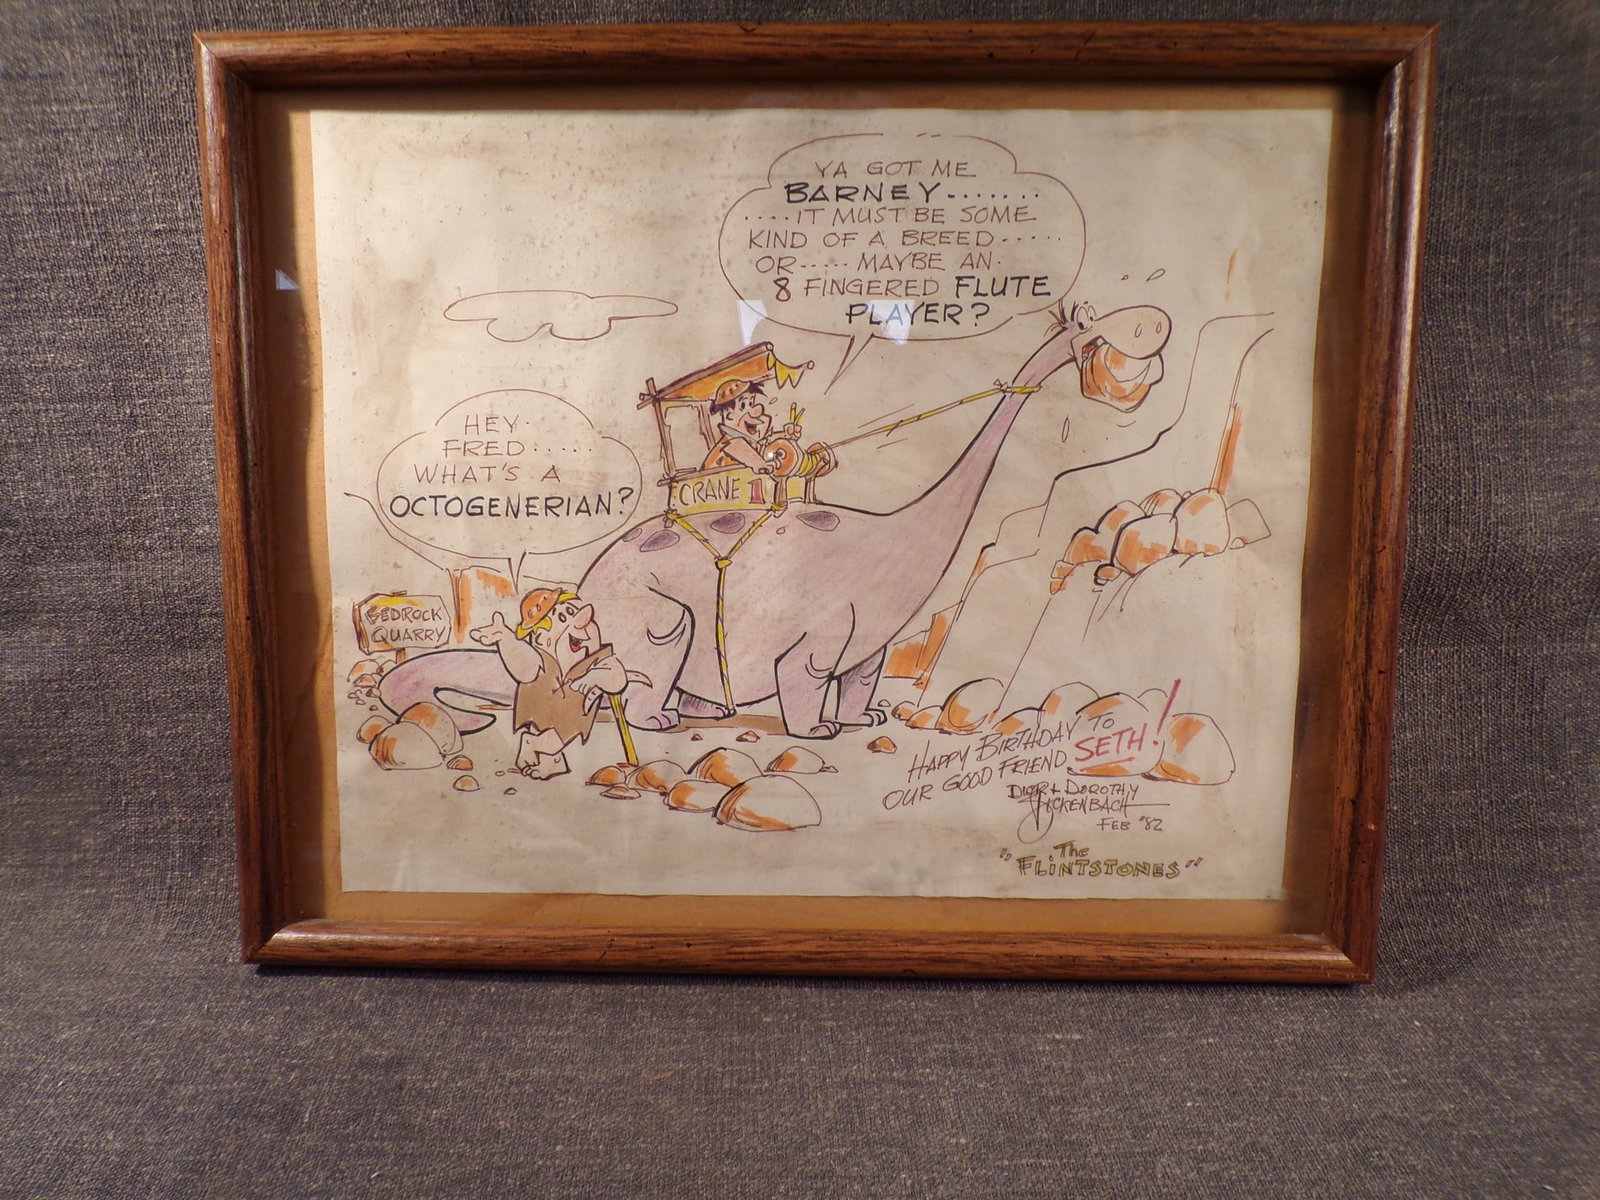 YA GOT ME
BARNEY........
....IT MUST BE SOME
KIND OF A BREED.....
OR..... MAYBE AN.
8 FINGERED FLUTE
PLAYER?
HEY.
FRED.....
WHAT'S A
OCTOGENERIAN?
CRANE 1
BEDROCK
QUARRY
HAPPY BIRTHDAY TO
OUR GOOD FRIEND SETH!
DICK + DOROTHY
BICKENBACH
FEB '82
"The
FLINTSTONES"